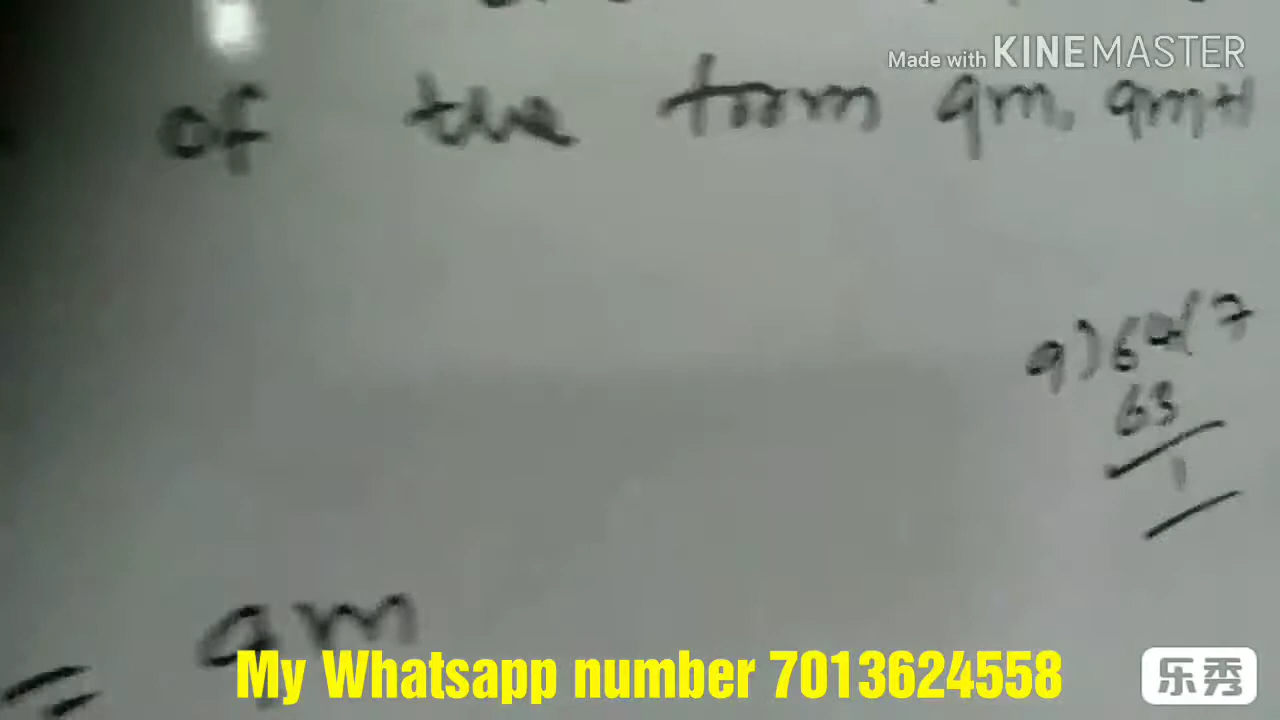 Made with KINEMASTER
of the form 9m, 9m+1
9)64(7
63
1
= 9m
My Whatsapp number 7013624558
乐秀